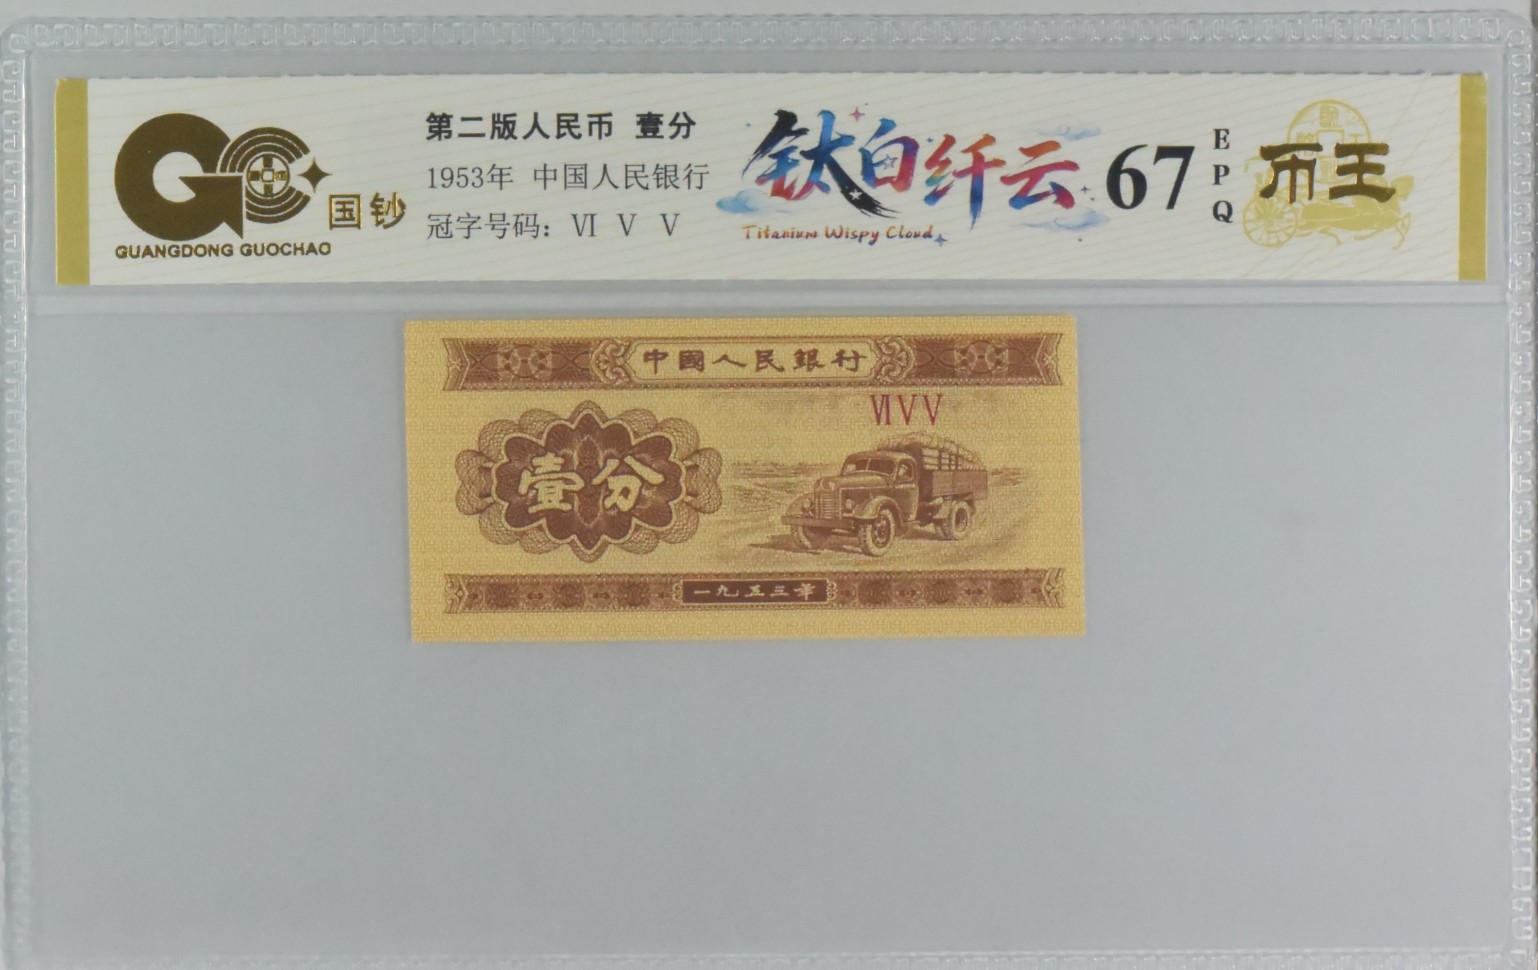 国钞
GUANGDONG GUOCHAO
第二版人民币 壹分
1953年 中国人民银行
冠字号码：Ⅵ Ⅴ Ⅴ
钛白纤云
Titanium Wispy Cloud
67
EPQ
币王
中國人民銀行
ⅥⅤⅤ
壹分
一九五三年